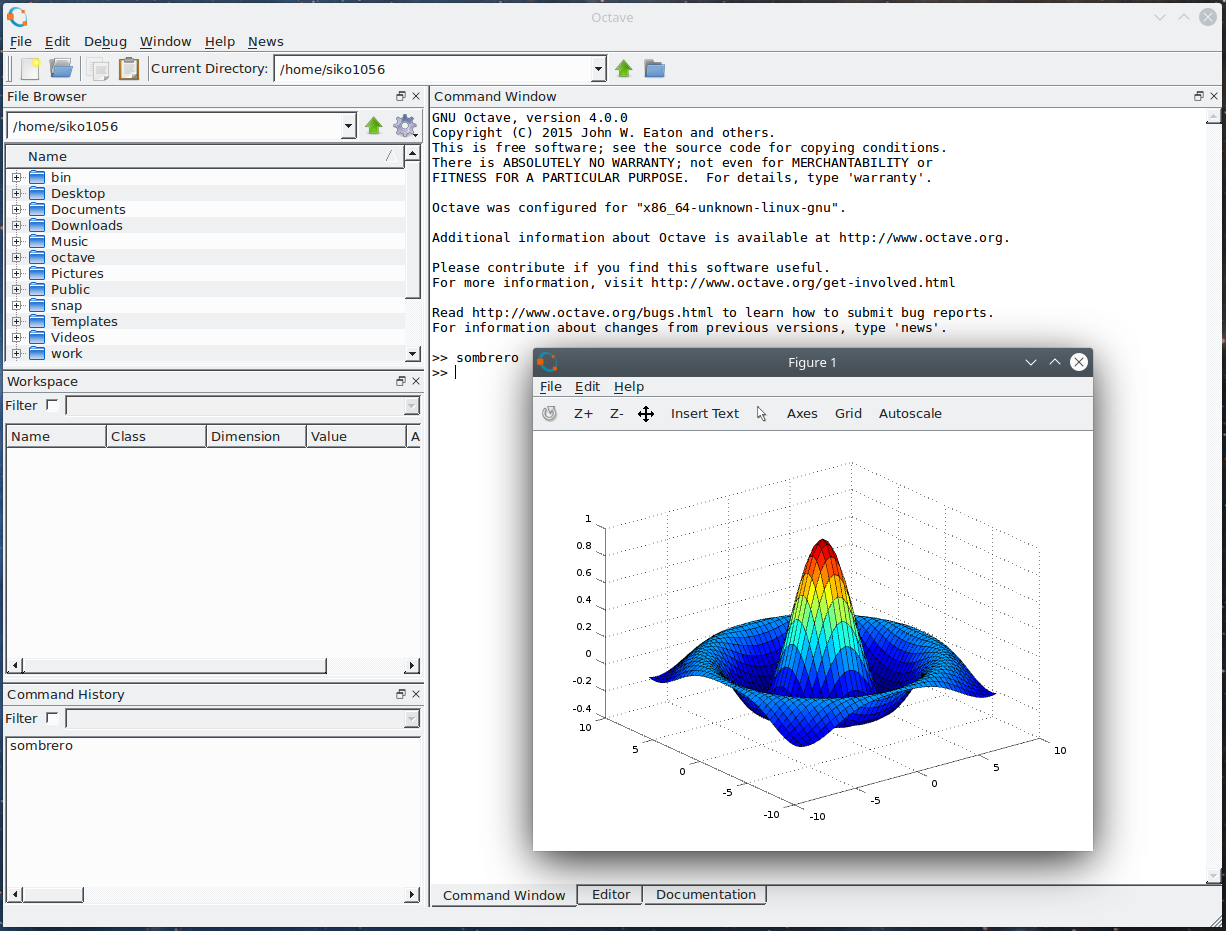 Octave
File Edit Debug Window Help News
Current Directory: /home/siko1056
File Browser
/home/siko1056
Name
bin
Desktop
Documents
Downloads
Music
octave
Pictures
Public
snap
Templates
Videos
work
Workspace
Filter
Name Class Dimension Value A
Command History
Filter
sombrero
Command Window
GNU Octave, version 4.0.0
Copyright (C) 2015 John W. Eaton and others.
This is free software; see the source code for copying conditions.
There is ABSOLUTELY NO WARRANTY; not even for MERCHANTABILITY or
FITNESS FOR A PARTICULAR PURPOSE.  For details, type 'warranty'.
Octave was configured for "x86_64-unknown-linux-gnu".
Additional information about Octave is available at http://www.octave.org.
Please contribute if you find this software useful.
For more information, visit http://www.octave.org/get-involved.html
Read http://www.octave.org/bugs.html to learn how to submit bug reports.
For information about changes from previous versions, type 'news'.
>> sombrero
>>
Figure 1
File Edit Help
Z+ Z- Insert Text Axes Grid Autoscale
1
0.8
0.6
0.4
0.2
0
-0.2
-0.4
10
5
0
-5
-10
-10
-5
0
5
10
Command Window Editor Documentation